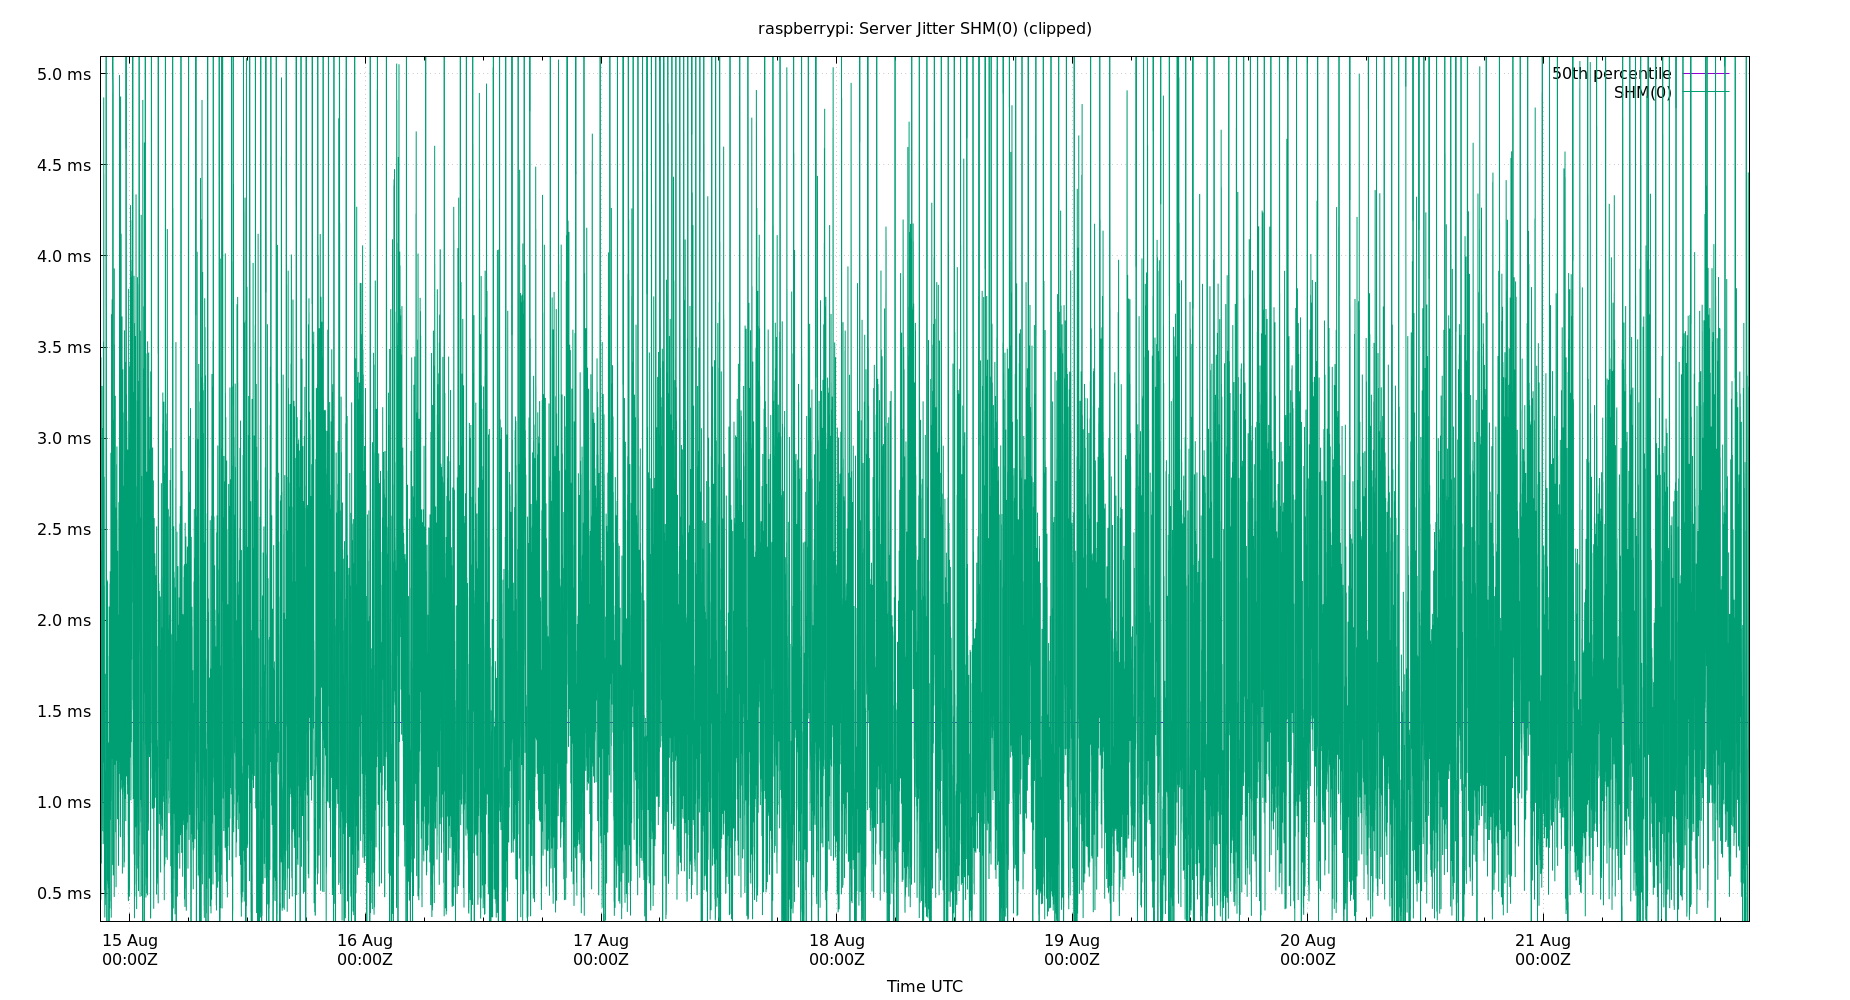 raspberrypi: Server Jitter SHM(0) (clipped)
5.0 ms
4.5 ms
4.0 ms
3.5 ms
3.0 ms
2.5 ms
2.0 ms
1.5 ms
1.0 ms
0.5 ms
50th percentile
SHM(0)
15 Aug
00:00Z
16 Aug
00:00Z
17 Aug
00:00Z
18 Aug
00:00Z
19 Aug
00:00Z
20 Aug
00:00Z
21 Aug
00:00Z
Time UTC